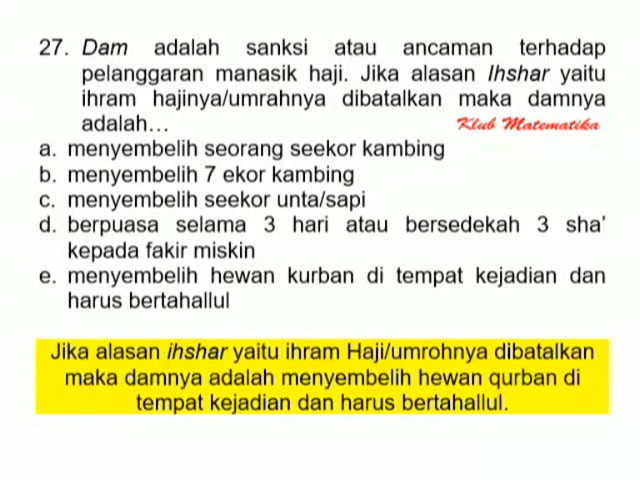 27. Dam adalah sanksi atau ancaman terhadap
pelanggaran manasik haji. Jika alasan Ihshar yaitu
ihram hajinya/umrahnya dibatalkan maka damnya
adalah...
Klub Matematika
a. menyembelih seorang seekor kambing
b. menyembelih 7 ekor kambing
c. menyembelih seekor unta/sapi
d. berpuasa selama 3 hari atau bersedekah 3 sha'
kepada fakir miskin
e. menyembelih hewan kurban di tempat kejadian dan
harus bertahallul
Jika alasan ihshar yaitu ihram Haji/umrohnya dibatalkan
maka damnya adalah menyembelih hewan qurban di
tempat kejadian dan harus bertahallul.